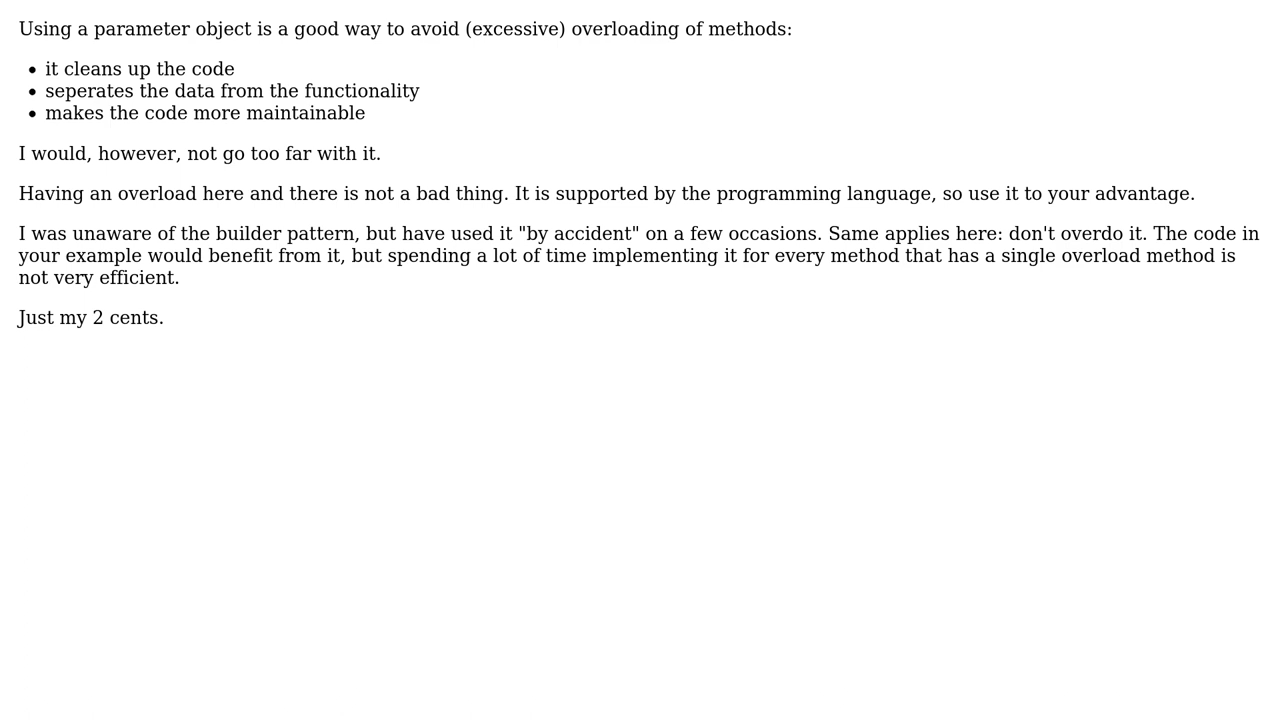 Using a parameter object is a good way to avoid (excessive) overloading of methods:
• it cleans up the code
• seperates the data from the functionality
• makes the code more maintainable
I would, however, not go too far with it.
Having an overload here and there is not a bad thing. It is supported by the programming language, so use it to your advantage.
I was unaware of the builder pattern, but have used it "by accident" on a few occasions. Same applies here: don't overdo it. The code in
your example would benefit from it, but spending a lot of time implementing it for every method that has a single overload method is
not very efficient.
Just my 2 cents.